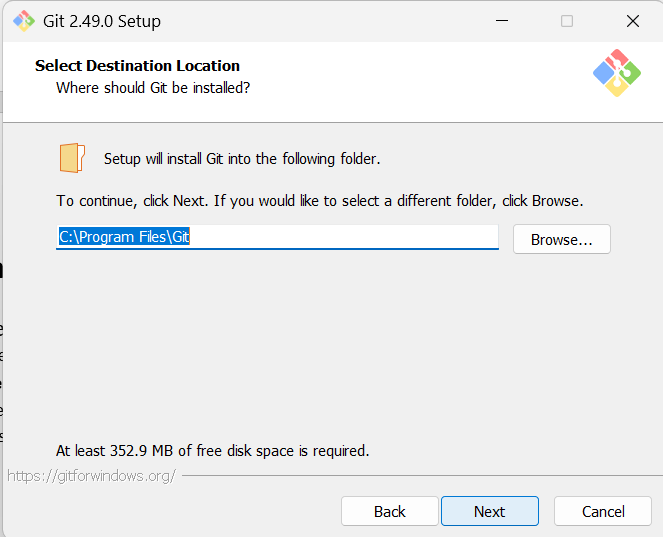 Git 2.49.0 Setup
Select Destination Location
Where should Git be installed?
Setup will install Git into the following folder.
To continue, click Next. If you would like to select a different folder, click Browse.
C:\Program Files\Git
Browse...
At least 352.9 MB of free disk space is required.
https://gitforwindows.org/
Back
Next
Cancel